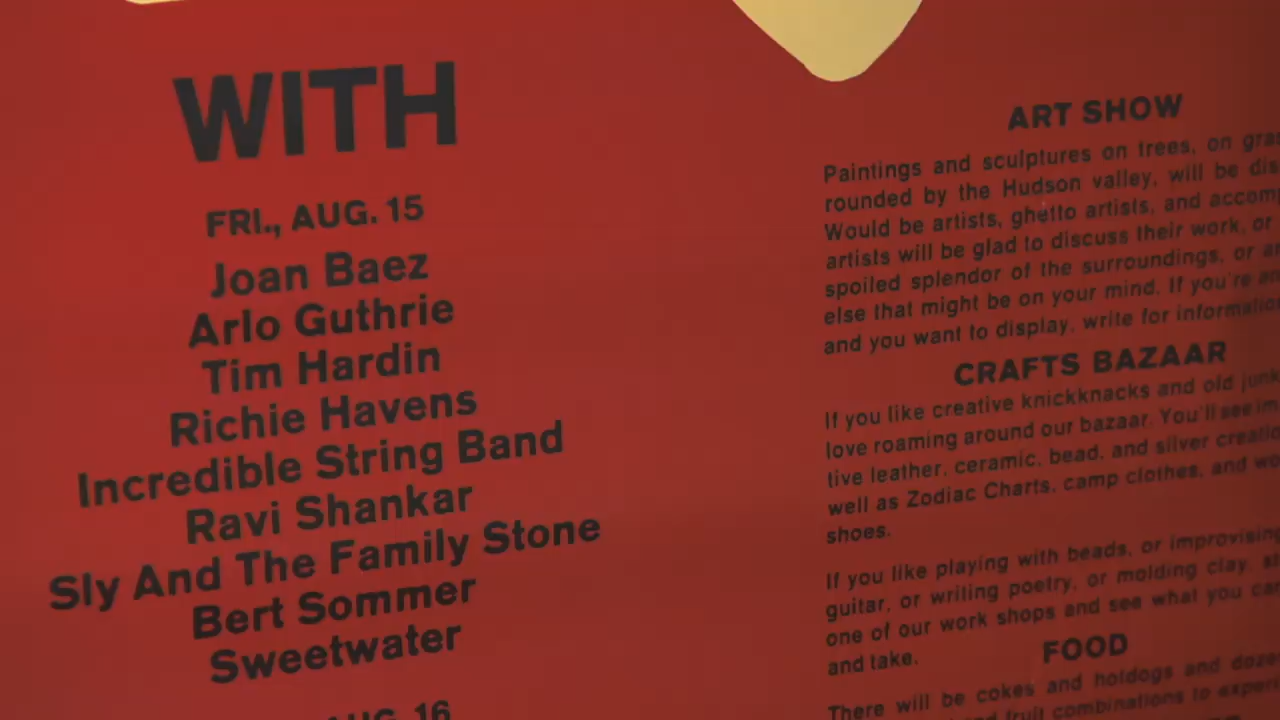 WITH
FRI., AUG. 15
Joan Baez
Arlo Guthrie
Tim Hardin
Richie Havens
Incredible String Band
Ravi Shankar
Sly And The Family Stone
Bert Sommer
Sweetwater
AUG. 16
ART SHOW
Paintings and sculptures on trees, on
rounded by the Hudson valley, will be
Would be artists, ghetto artists, and
artists will be glad to discuss their work, or
spoiled splendor of the surroundings, or
else that might be on your mind. If you're
and you want to display, write for
CRAFTS BAZAAR
If you like creative knickknacks and old
love roaming around our bazaar. You'll see
tive leather, ceramic, bead, and silver
well as Zodiac Charts, camp clothes, and
shoes.
If you like playing with beads, or improvising
guitar, or writing poetry, or molding clay,
one of our work shops and see what you
and take.
FOOD
There will be cokes and hotdogs and
and fruit combinations to